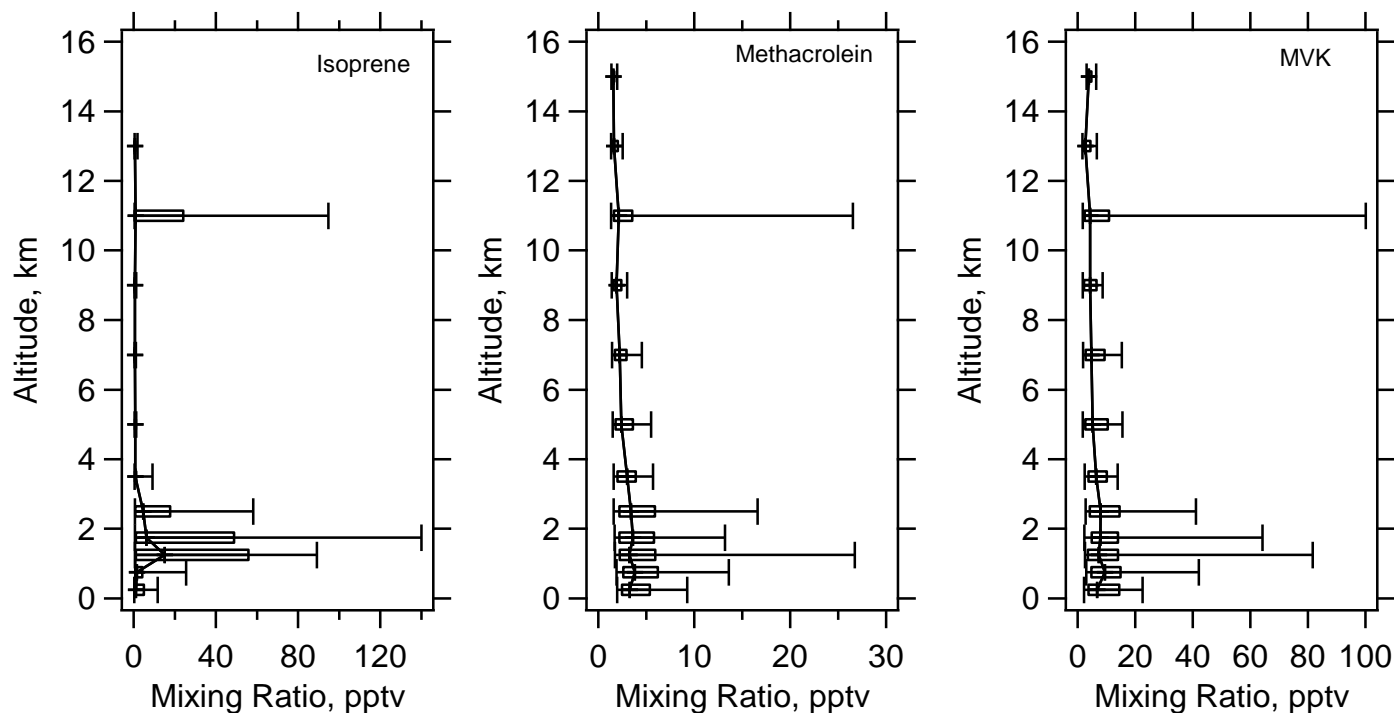 Isoprene
16
14
12
10
8
6
4
2
0
Altitude, km
0 40 80 120
Mixing Ratio, pptv
Methacrolein
16
14
12
10
8
6
4
2
0
Altitude, km
0 10 20 30
Mixing Ratio, pptv
MVK
16
14
12
10
8
6
4
2
0
Altitude, km
0 20 40 60 80 100
Mixing Ratio, pptv